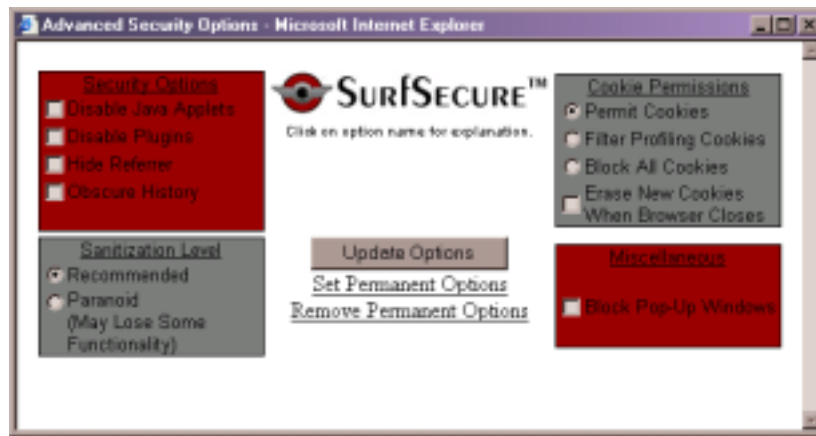 Advanced Security Options - Microsoft Internet Explorer
Security Options
Disable Java Applets
Disable Plugins
Hide Referrer
Obscure History
Sanitization Level
Recommended
Paranoid
(May Lose Some
Functionality)
SURFSECURE™
Click on option name for explanation.
Update Options
Set Permanent Options
Remove Permanent Options
Cookie Permissions
Permit Cookies
Filter Profiling Cookies
Block All Cookies
Erase New Cookies
When Browser Closes
Miscellaneous
Block Pop-Up Windows